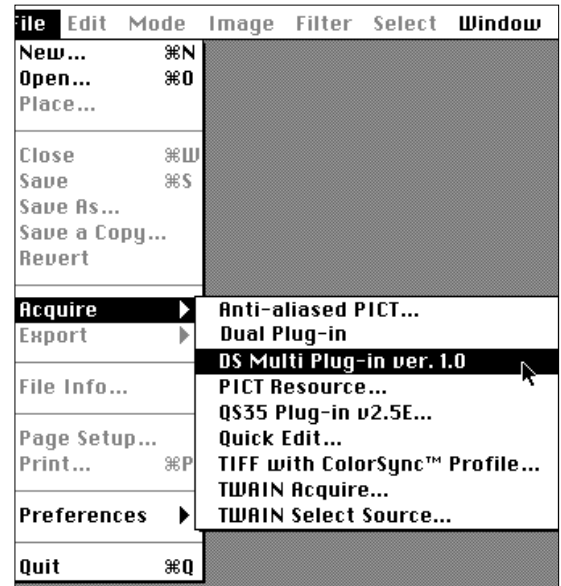 File Edit Mode Image Filter Select Window
New... ⌘N
Open... ⌘O
Place...
Close ⌘W
Save ⌘S
Save As...
Save a Copy...
Revert
Acquire ▶
Export ▶
File Info...
Page Setup...
Print... ⌘P
Preferences ▶
Quit ⌘Q
Anti-aliased PICT...
Dual Plug-in
DS Multi Plug-in ver. 1.0
PICT Resource...
QS35 Plug-in v2.5E...
Quick Edit...
TIFF with ColorSync™ Profile...
TWAIN Acquire...
TWAIN Select Source...